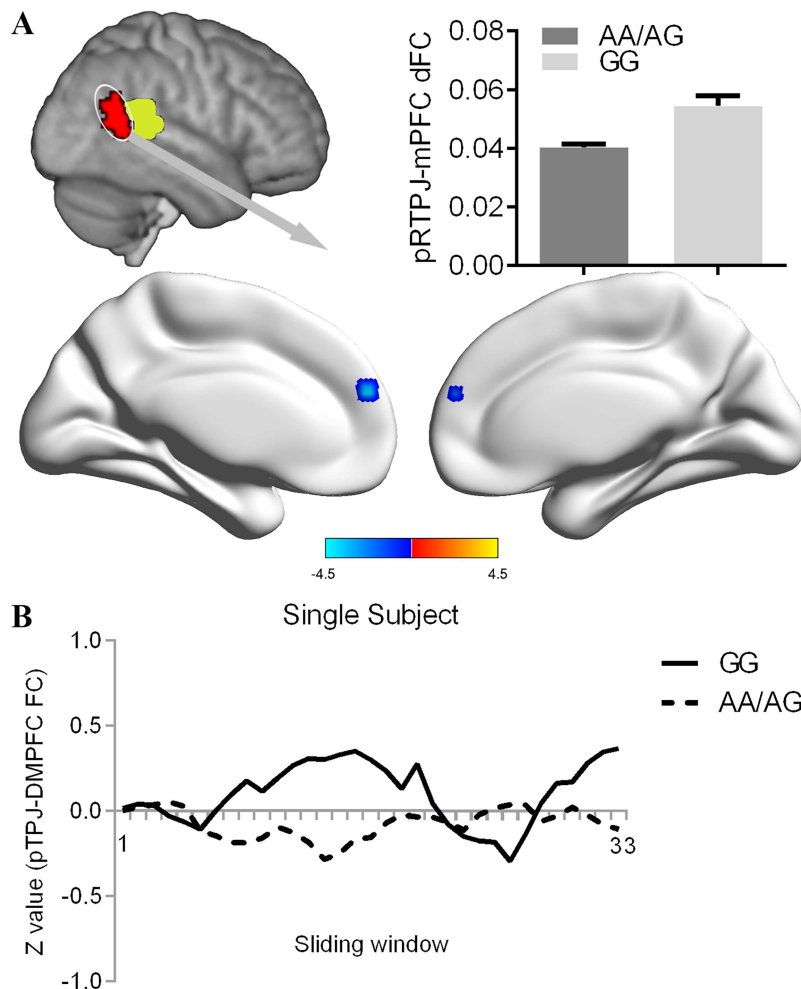 A
pRTPJ-mPFC dFC
0.08
0.06
0.04
0.02
0.00
AA/AG
GG
-4.5
4.5
B
Single Subject
Z value (pTPJ-DMPFC FC)
1.0
0.5
0.0
-0.5
-1.0
1
33
Sliding window
GG
AA/AG